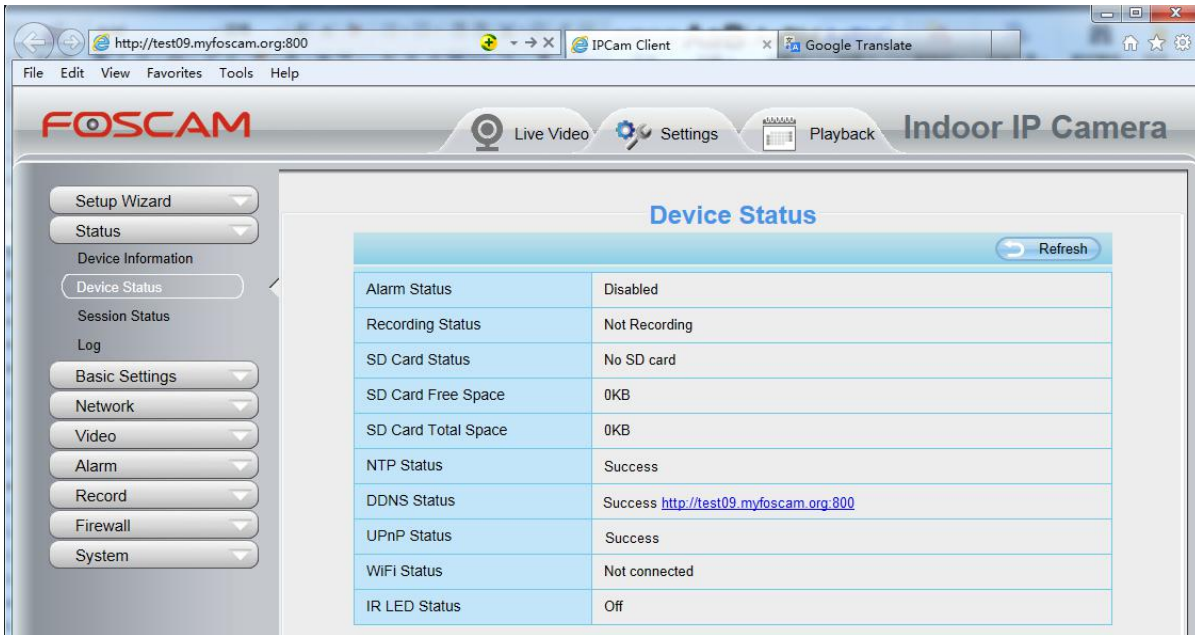 http://test09.myfoscam.org:800
IPCam Client
Google Translate
File Edit View Favorites Tools Help
FOSCAM
Live Video
Settings
Playback
Indoor IP Camera
Setup Wizard
Status
Device Information
Device Status
Session Status
Log
Basic Settings
Network
Video
Alarm
Record
Firewall
System
Device Status
Refresh
Alarm Status Disabled
Recording Status Not Recording
SD Card Status No SD card
SD Card Free Space 0KB
SD Card Total Space 0KB
NTP Status Success
DDNS Status Success http://test09.myfoscam.org:800
UPnP Status Success
WiFi Status Not connected
IR LED Status Off